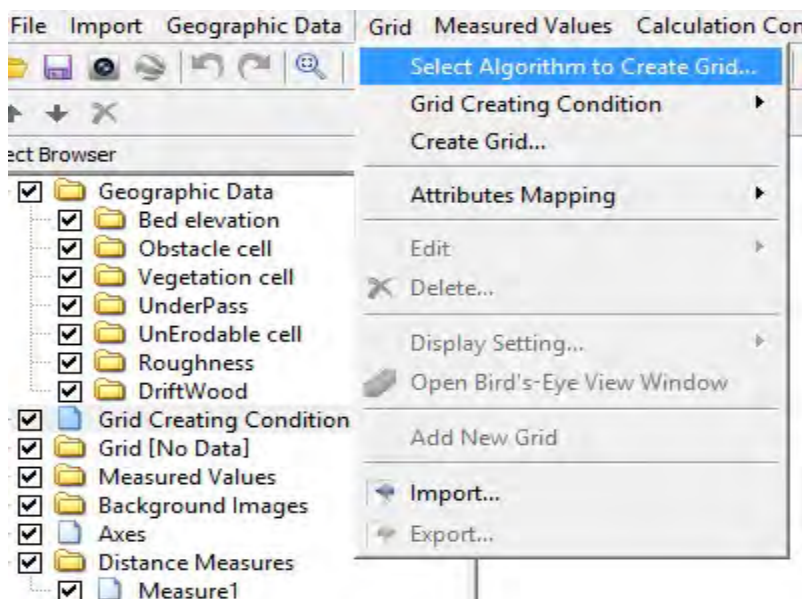 File Import Geographic Data Grid Measured Values Calculation Con
Select Algorithm to Create Grid...
Grid Creating Condition
Create Grid...
Attributes Mapping
Edit
Delete...
Display Setting...
Open Bird's-Eye View Window
Add New Grid
Import...
Export...
ect Browser
Geographic Data
Bed elevation
Obstacle cell
Vegetation cell
UnderPass
UnErodable cell
Roughness
DriftWood
Grid Creating Condition
Grid [No Data]
Measured Values
Background Images
Axes
Distance Measures
Measure1